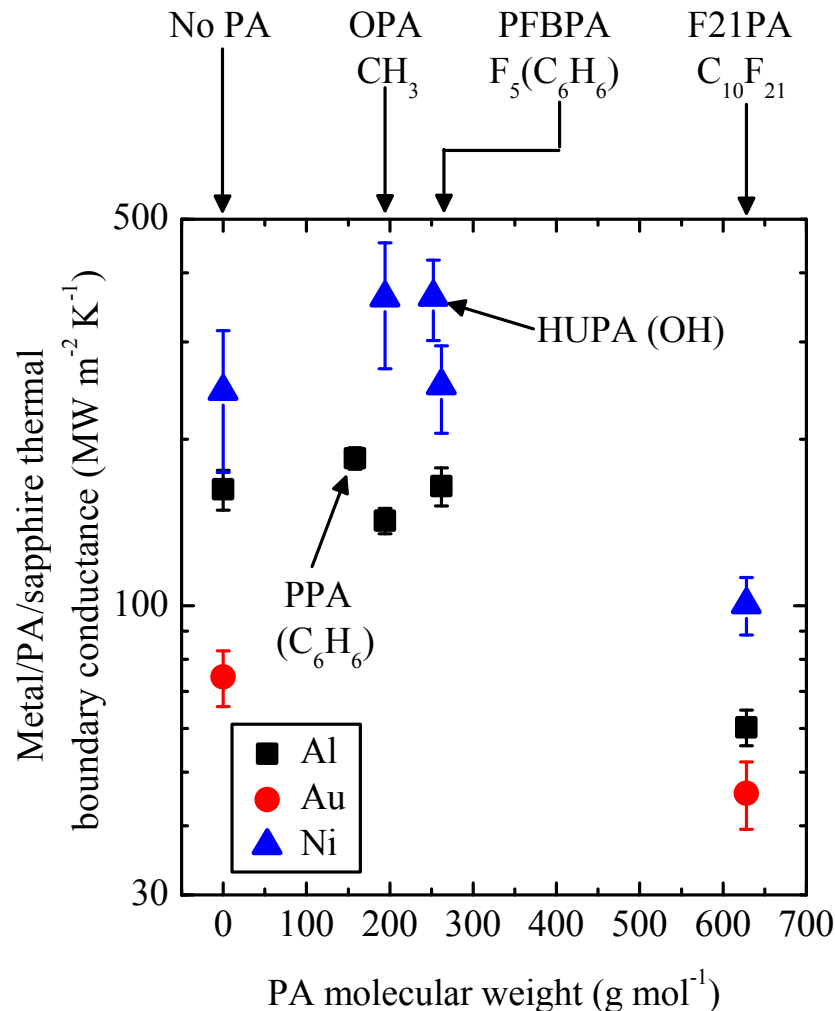 No PA OPA PFBPA F21PA
CH₃ F₅(C₆H₆) C₁₀F₂₁
Metal/PA/sapphire thermal
boundary conductance (MW m⁻² K⁻¹)
500
100
30
HUPA (OH)
PPA
(C₆H₆)
Al
Au
Ni
0 100 200 300 400 500 600 700
PA molecular weight (g mol⁻¹)